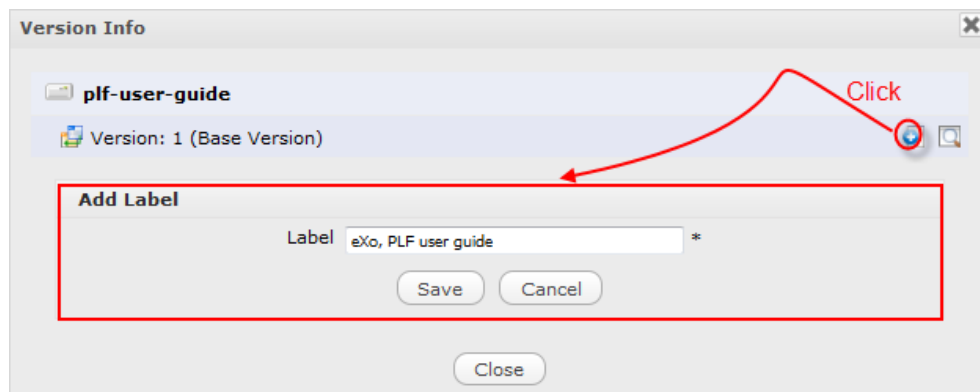 Version Info
plf-user-guide
Click
Version: 1 (Base Version)
Add Label
Label eXo, PLF user guide *
Save Cancel
Close